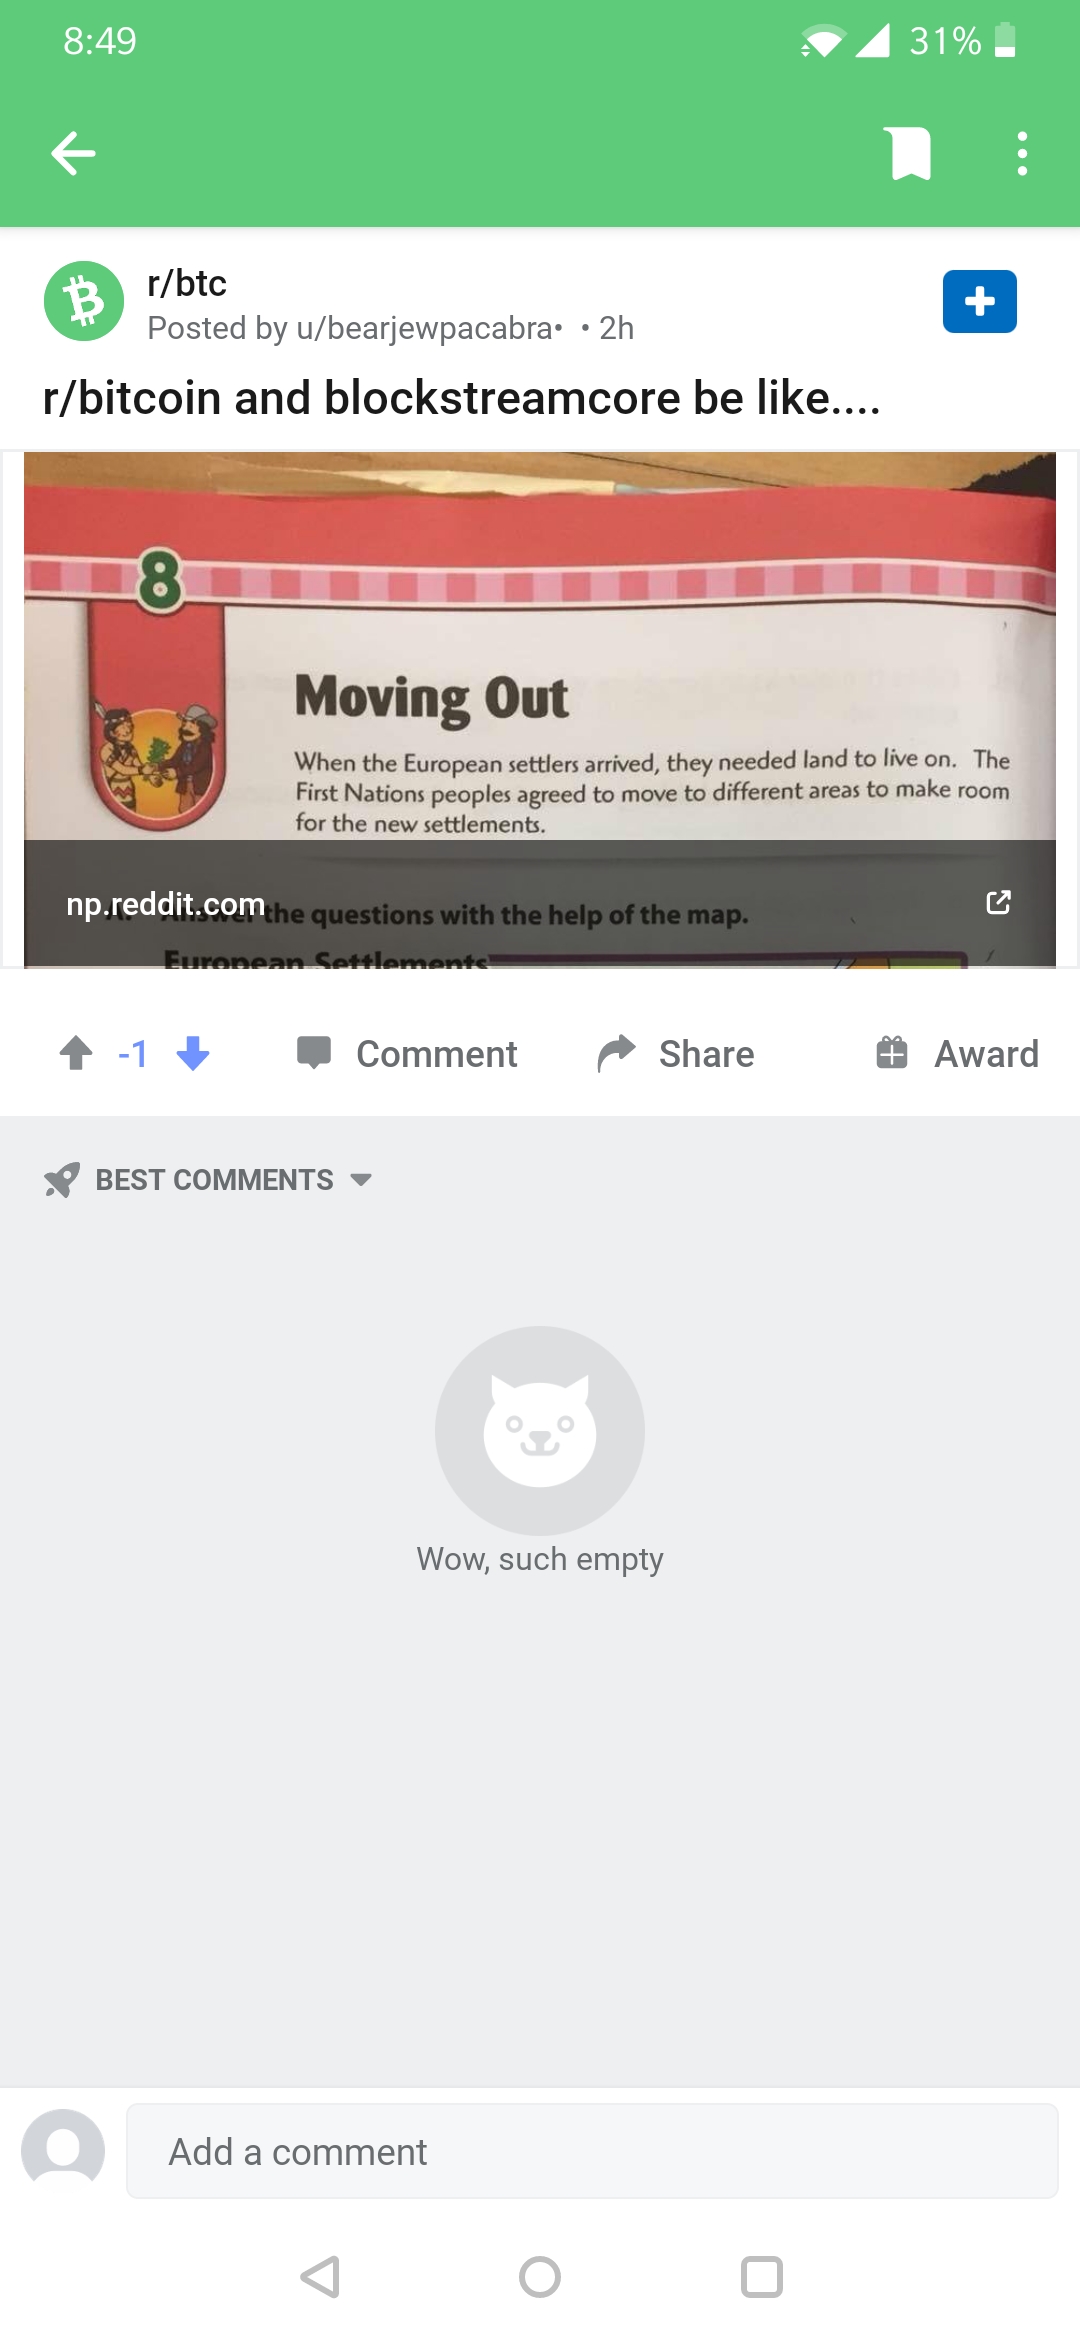 8:49
31%
r/btc
Posted by u/bearjewpacabra• • 2h
r/bitcoin and blockstreamcore be like....
8
Moving Out
When the European settlers arrived, they needed land to live on. The
First Nations peoples agreed to move to different areas to make room
for the new settlements.
np.reddit.com
A. Answer the questions with the help of the map.
European Settlements
-1
Comment
Share
Award
BEST COMMENTS
Wow, such empty
Add a comment